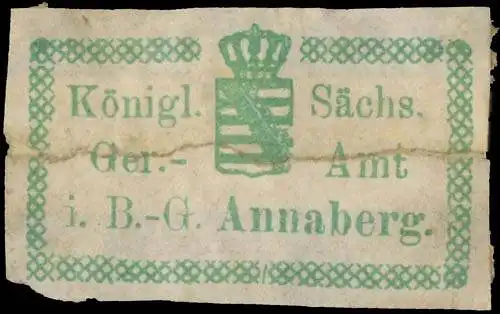 Königl. Sächs.
Ger.- Amt
i. B.-G. Annaberg.